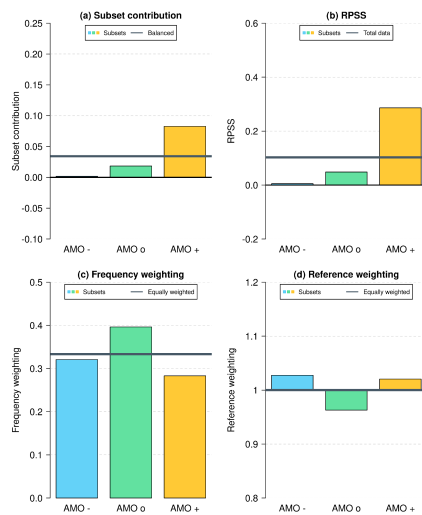 (a) Subset contribution
Subsets Balanced
Subset contribution
0.25
0.20
0.15
0.10
0.05
0.00
-0.05
-0.10
AMO - AMO o AMO +
(b) RPSS
Subsets Total data
RPSS
0.6
0.4
0.2
0.0
-0.2
AMO - AMO o AMO +
(c) Frequency weighting
Subsets Equally weighted
Frequency weighting
0.5
0.4
0.3
0.2
0.1
0.0
AMO - AMO o AMO +
(d) Reference weighting
Subsets Equally weighted
Reference weighting
1.2
1.1
1
0.9
0.8
AMO - AMO o AMO +